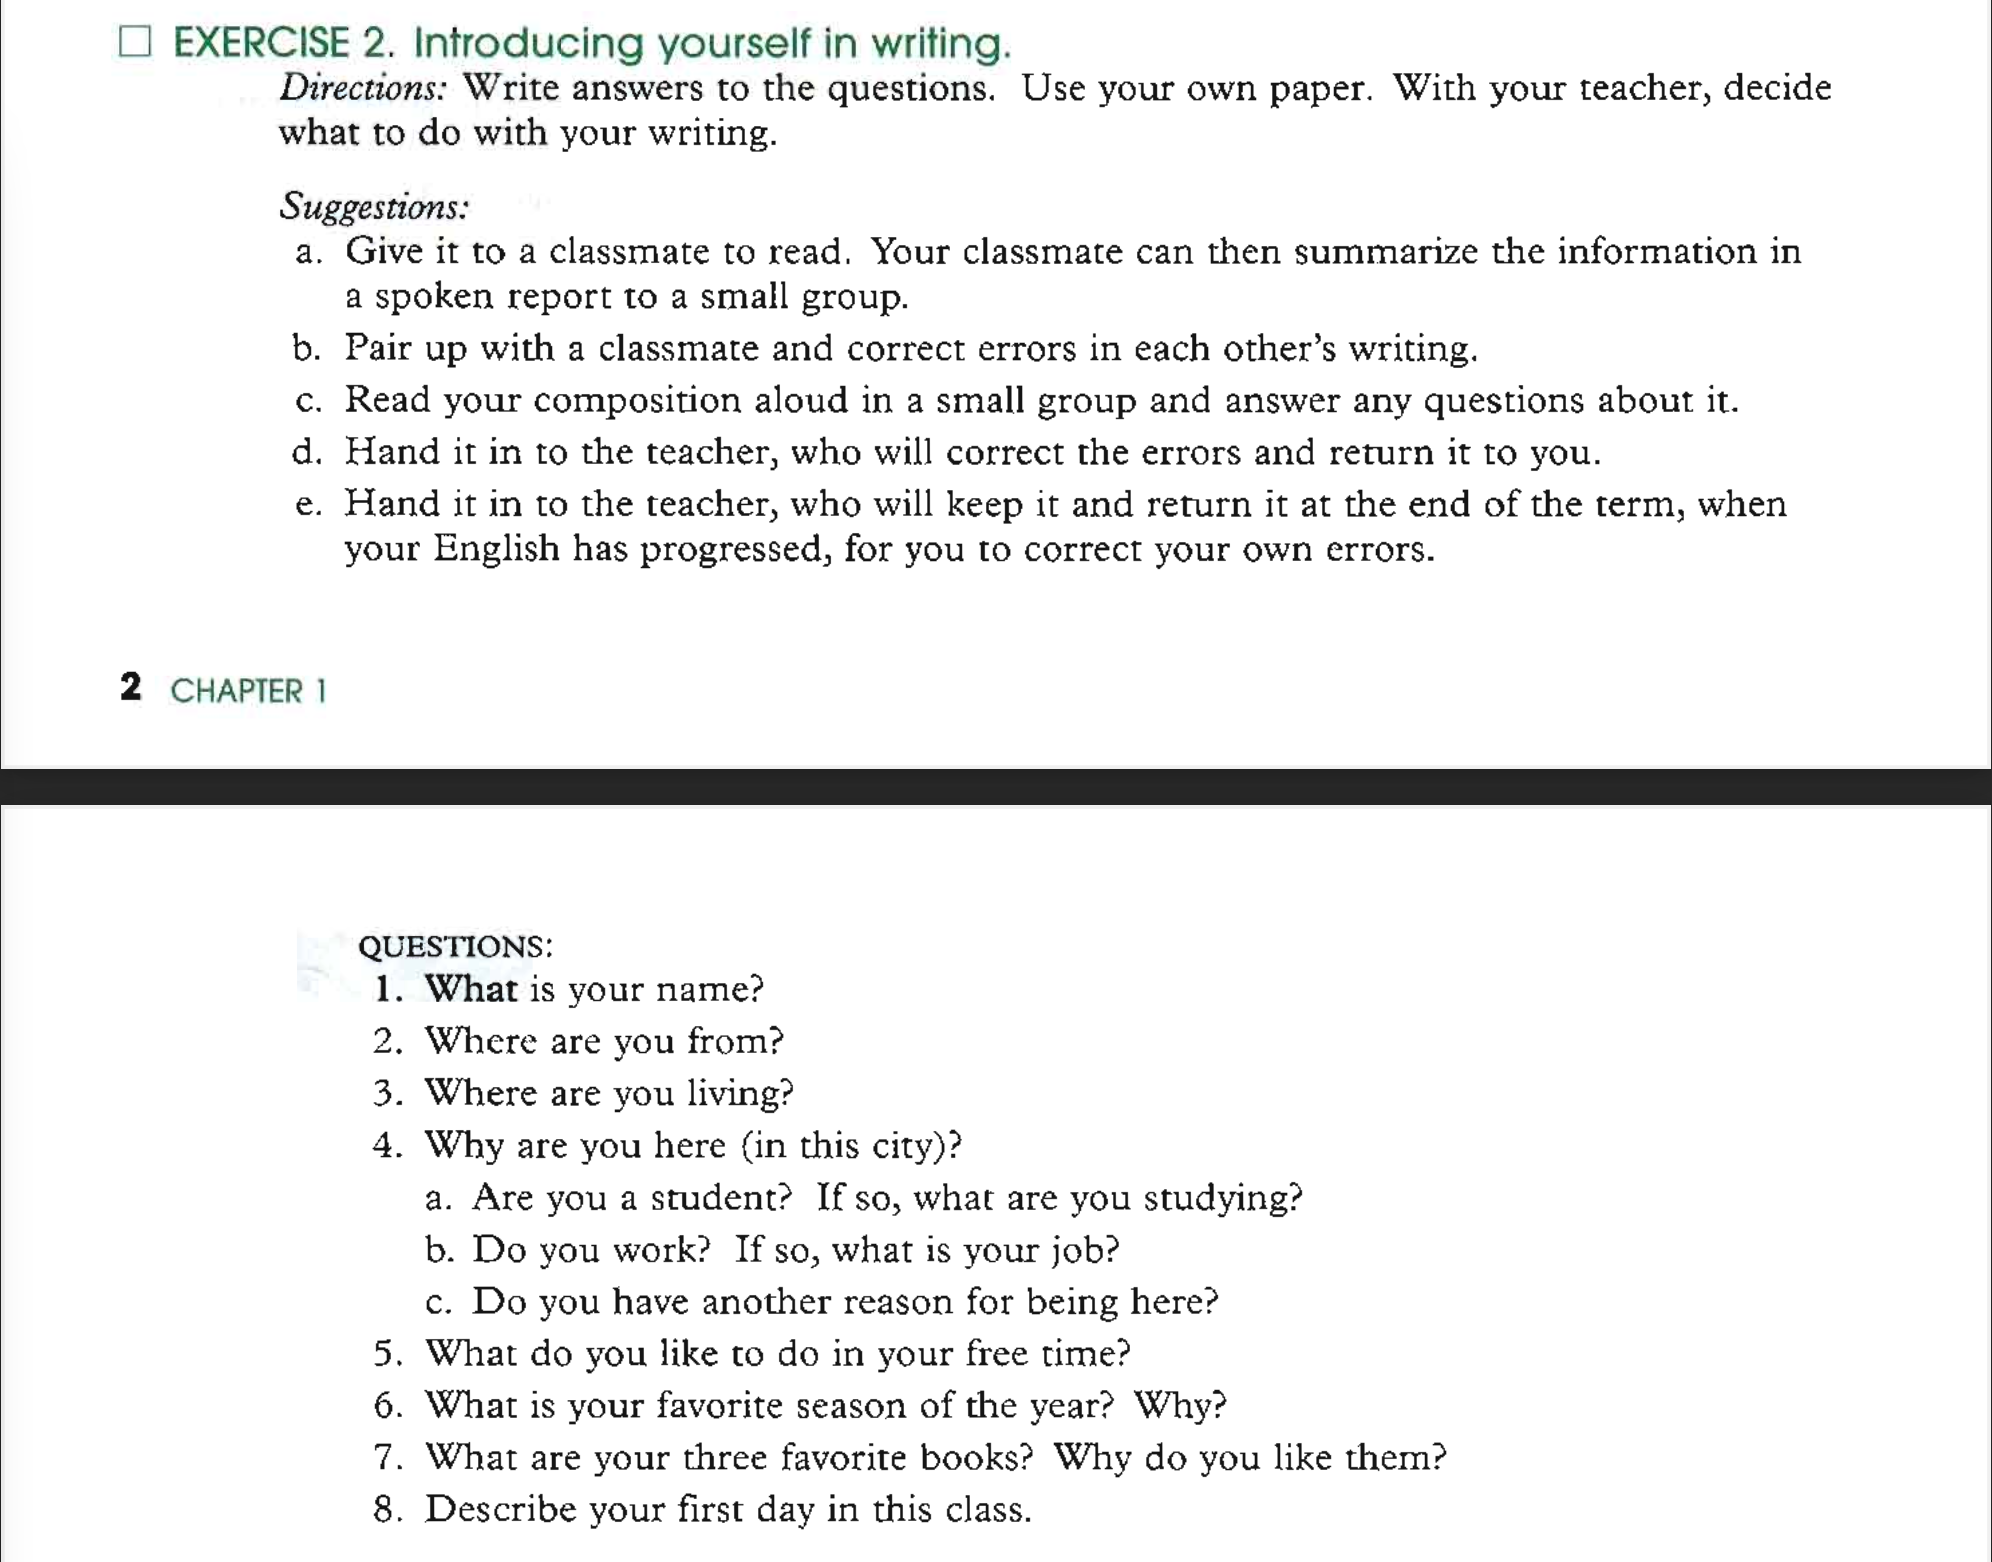 EXERCISE 2. Introducing yourself in writing.
Directions: Write answers to the questions. Use your own paper. With your teacher, decide
what to do with your writing.
Suggestions:
a. Give it to a classmate to read. Your classmate can then summarize the information in
a spoken report to a small group.
b. Pair up with a classmate and correct errors in each other's writing.
c. Read your composition aloud in a small group and answer any questions about it.
d. Hand it in to the teacher, who will correct the errors and return it to you.
e. Hand it in to the teacher, who will keep it and return it at the end of the term, when
your English has progressed, for you to correct your own errors.
2 CHAPTER 1
QUESTIONS:
1. What is your name?
2. Where are you from?
3. Where are you living?
4. Why are you here (in this city)?
a. Are you a student? If so, what are you studying?
b. Do you work? If so, what is your job?
c. Do you have another reason for being here?
5. What do you like to do in your free time?
6. What is your favorite season of the year? Why?
7. What are your three favorite books? Why do you like them?
8. Describe your first day in this class.